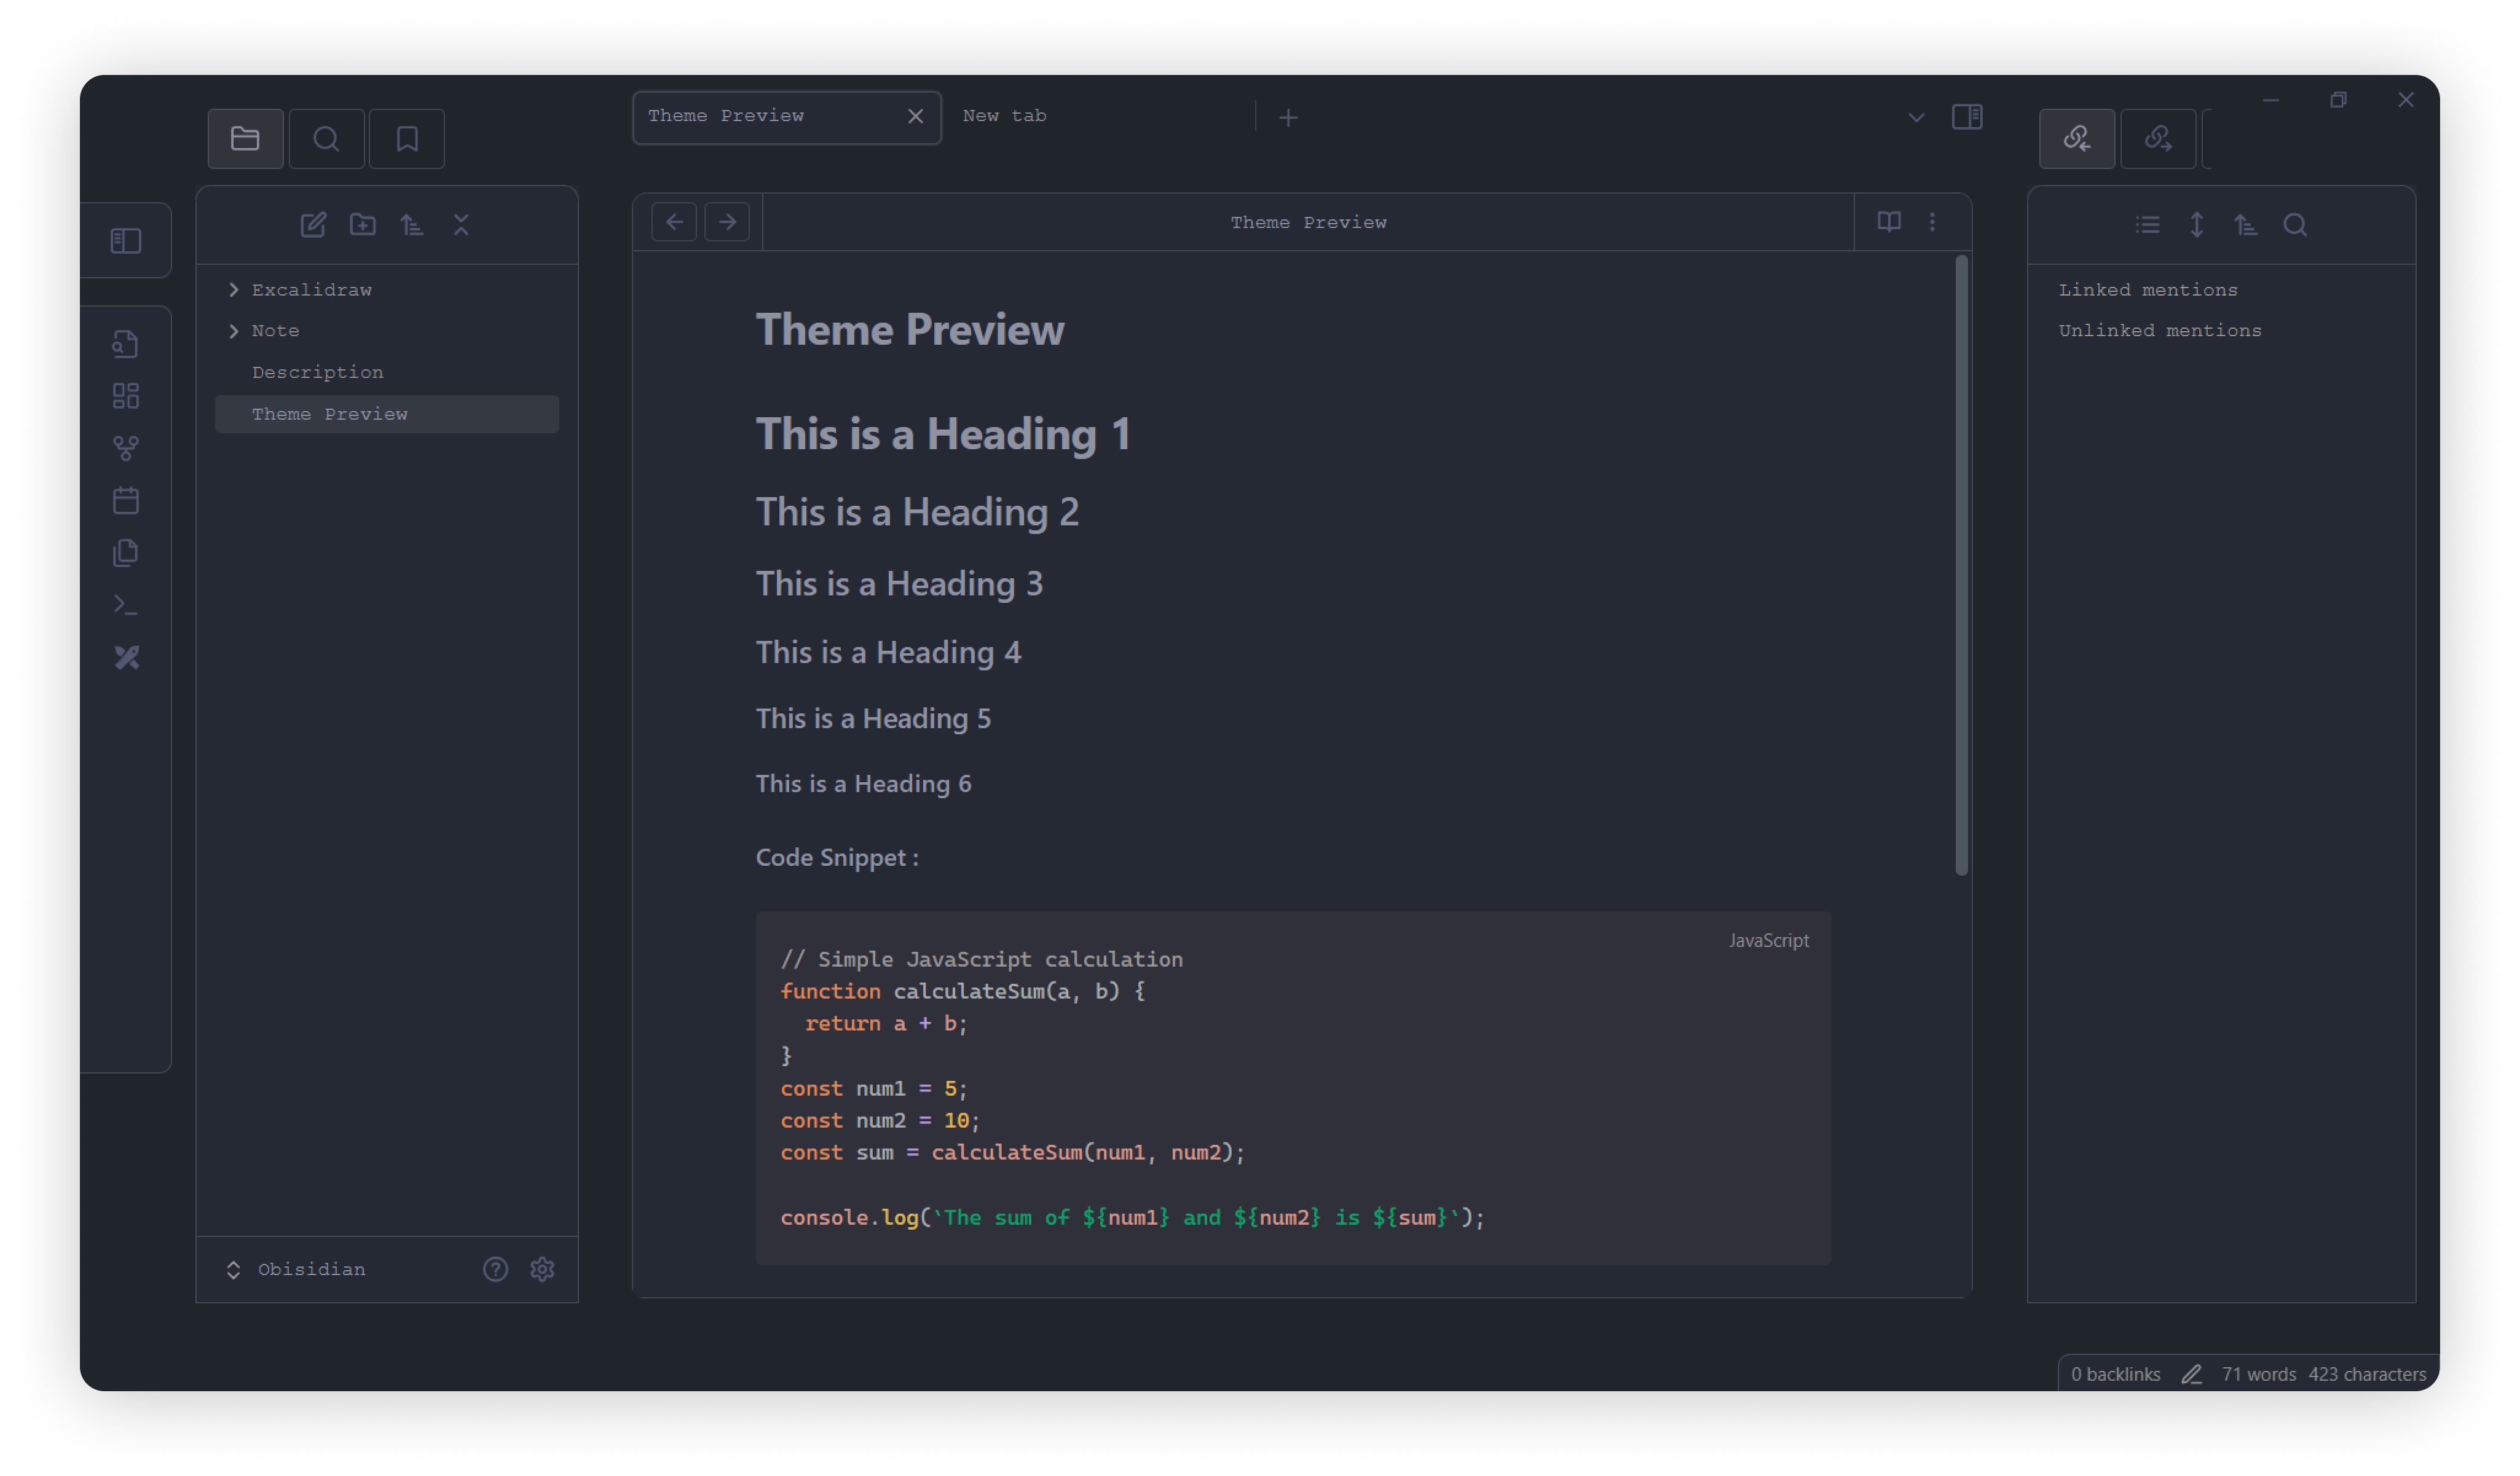 Theme Preview
New tab
Excalidraw
Note
Description
Theme Preview
Obisidian
Theme Preview
Theme Preview
This is a Heading 1
This is a Heading 2
This is a Heading 3
This is a Heading 4
This is a Heading 5
This is a Heading 6
Code Snippet :
JavaScript
// Simple JavaScript calculation
function calculateSum(a, b) {
  return a + b;
}
const num1 = 5;
const num2 = 10;
const sum = calculateSum(num1, num2);
console.log(`The sum of ${num1} and ${num2} is ${sum}`);
Linked mentions
Unlinked mentions
0 backlinks 71 words 423 characters